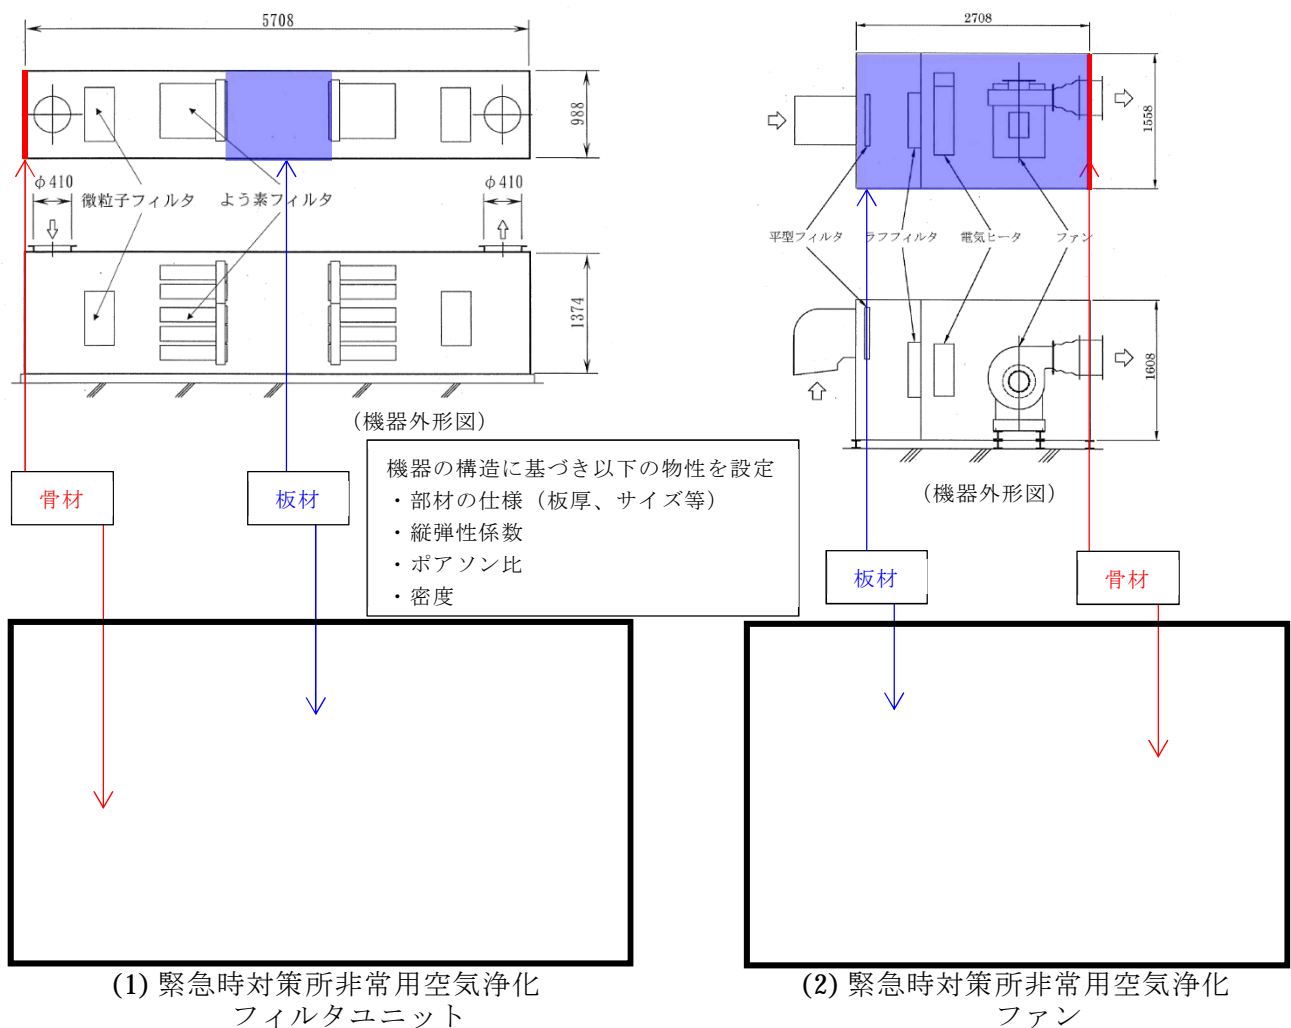 5708
988
φ410
φ410
微粒子フィルタ
よう素フィルタ
1374
(機器外形図)
2708
1558
平型フィルタ
ラフフィルタ
電気ヒータ
ファン
1608
(機器外形図)
骨材
板材
機器の構造に基づき以下の物性を設定
・部材の仕様（板厚、サイズ等）
・縦弾性係数
・ポアソン比
・密度
板材
骨材
(1) 緊急時対策所非常用空気浄化
フィルタユニット
(2) 緊急時対策所非常用空気浄化
ファン